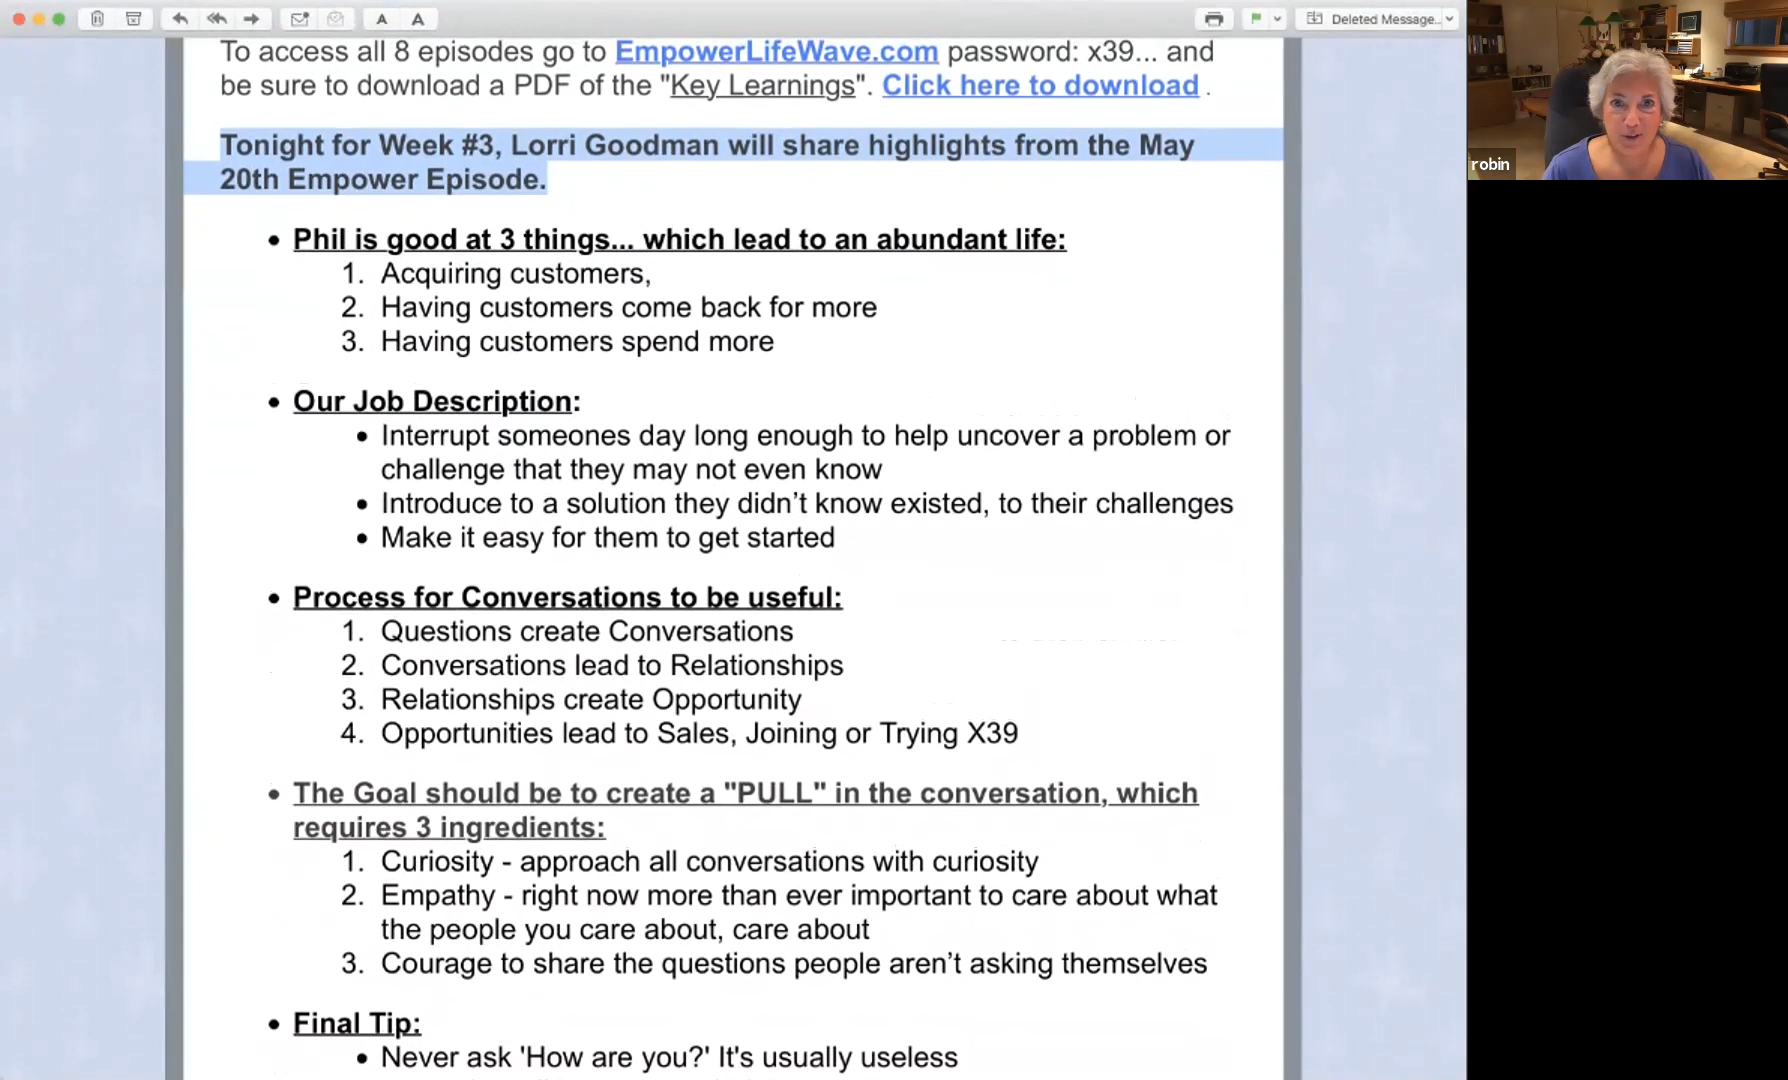 Deleted Message...
To access all 8 episodes go to EmpowerLifeWave.com password: x39... and
be sure to download a PDF of the "Key Learnings". Click here to download .
Tonight for Week #3, Lorri Goodman will share highlights from the May
20th Empower Episode.
• Phil is good at 3 things... which lead to an abundant life:
1. Acquiring customers,
2. Having customers come back for more
3. Having customers spend more
• Our Job Description:
• Interrupt someones day long enough to help uncover a problem or
challenge that they may not even know
• Introduce to a solution they didn't know existed, to their challenges
• Make it easy for them to get started
• Process for Conversations to be useful:
1. Questions create Conversations
2. Conversations lead to Relationships
3. Relationships create Opportunity
4. Opportunities lead to Sales, Joining or Trying X39
• The Goal should be to create a "PULL" in the conversation, which
requires 3 ingredients:
1. Curiosity - approach all conversations with curiosity
2. Empathy - right now more than ever important to care about what
the people you care about, care about
3. Courage to share the questions people aren't asking themselves
• Final Tip:
• Never ask 'How are you?' It's usually useless
A A
robin